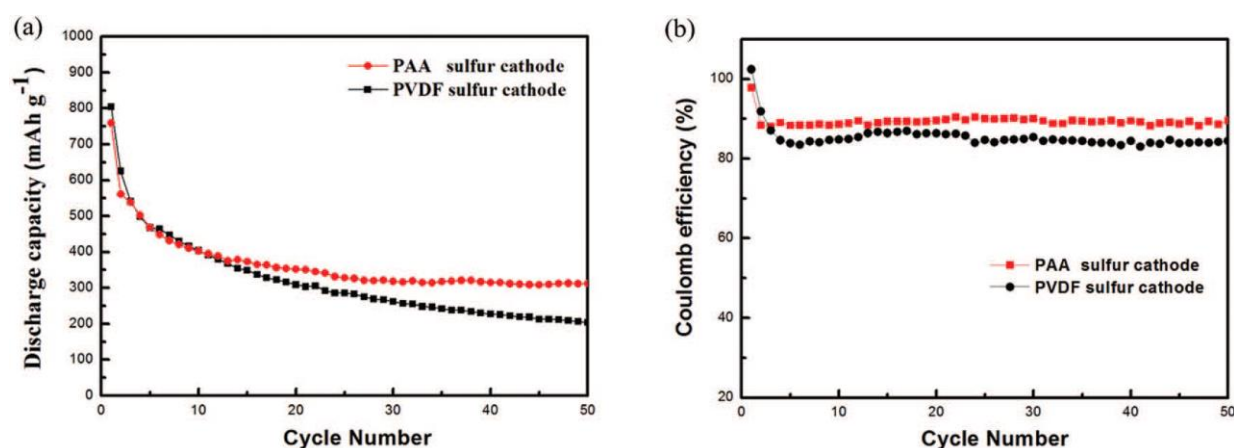 (a)
Discharge capacity (mAh g-1)
1000
900
800
700
600
500
400
300
200
100
0
PAA sulfur cathode
PVDF sulfur cathode
0 10 20 30 40 50
Cycle Number
(b)
Coulomb efficiency (%)
100
80
60
40
20
PAA sulfur cathode
PVDF sulfur cathode
0 10 20 30 40 50
Cycle Number